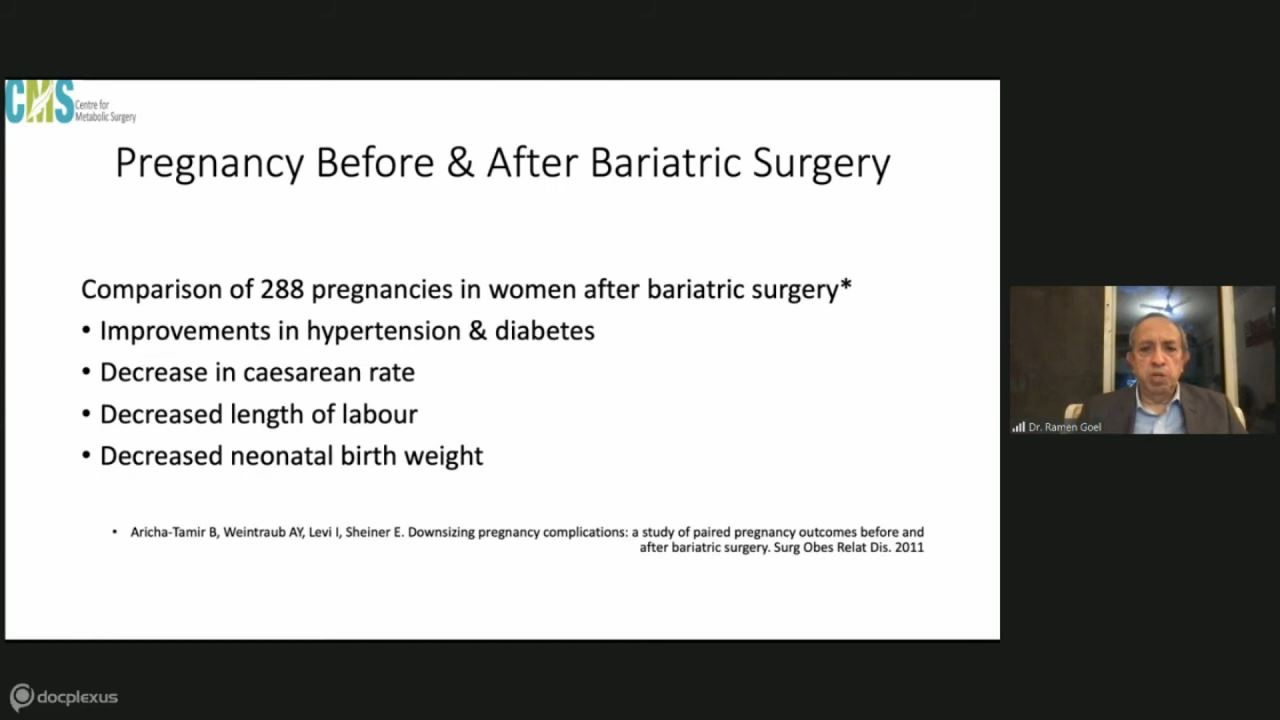 CMS
Centre for
Metabolic Surgery
Pregnancy Before & After Bariatric Surgery
Comparison of 288 pregnancies in women after bariatric surgery*
• Improvements in hypertension & diabetes
• Decrease in caesarean rate
• Decreased length of labour
• Decreased neonatal birth weight
• Aricha-Tamir B, Weintraub AY, Levi I, Sheiner E. Downsizing pregnancy complications: a study of paired pregnancy outcomes before and
after bariatric surgery. Surg Obes Relat Dis. 2011
Dr. Ramen Goel
docplexus